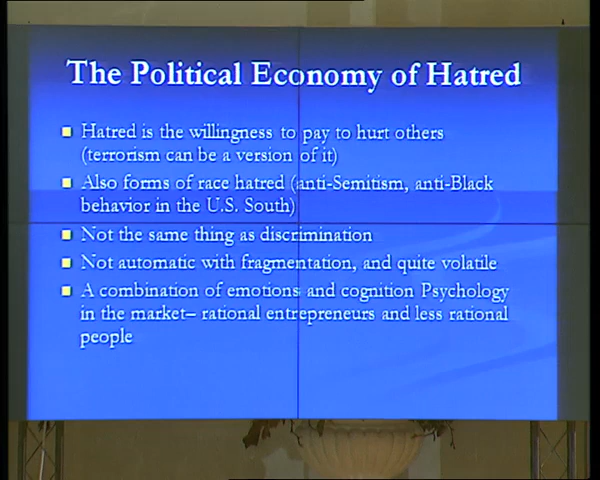 The Political Economy of Hatred
Hatred is the willingness to pay to hurt others
(terrorism can be a version of it)
Also forms of race hatred (anti-Semitism, anti-Black
behavior in the U.S. South)
Not the same thing as discrimination
Not automatic with fragmentation, and quite volatile
A combination of emotions and cognition Psychology
in the market– rational entrepreneurs and less rational
people